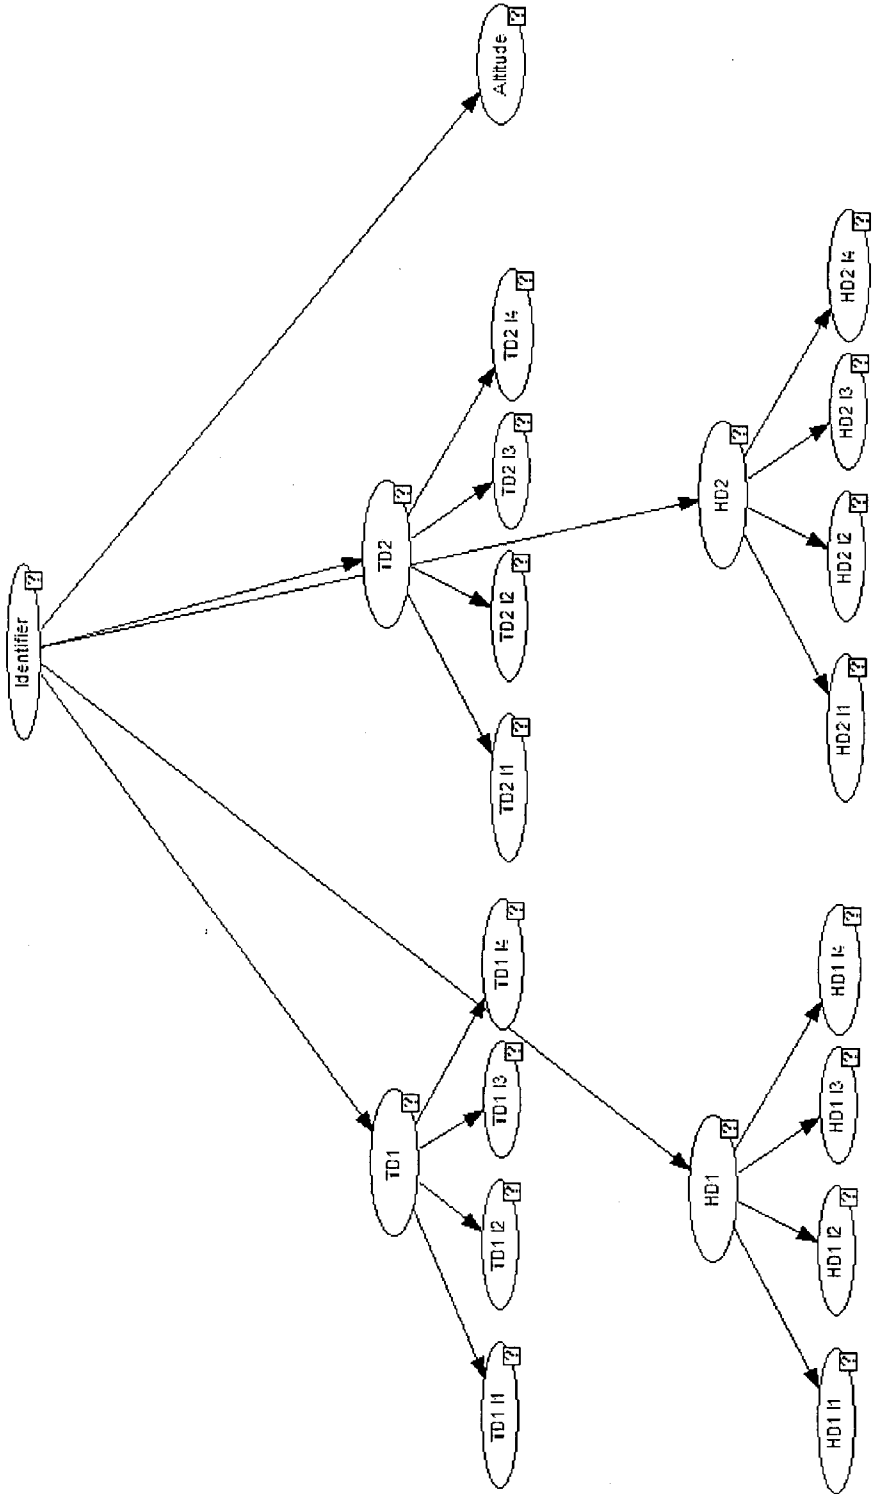 Identifier ?
TD1 ?
TD2 ?
TD1 I1 ?
TD1 I2 ?
TD1 I3 ?
TD1 I4 ?
TD2 I1 ?
TD2 I2 ?
TD2 I3 ?
TD2 I4 ?
Altitude ?
HD1 ?
HD2 ?
HD1 I1 ?
HD1 I2 ?
HD1 I3 ?
HD1 I4 ?
HD2 I1 ?
HD2 I2 ?
HD2 I3 ?
HD2 I4 ?